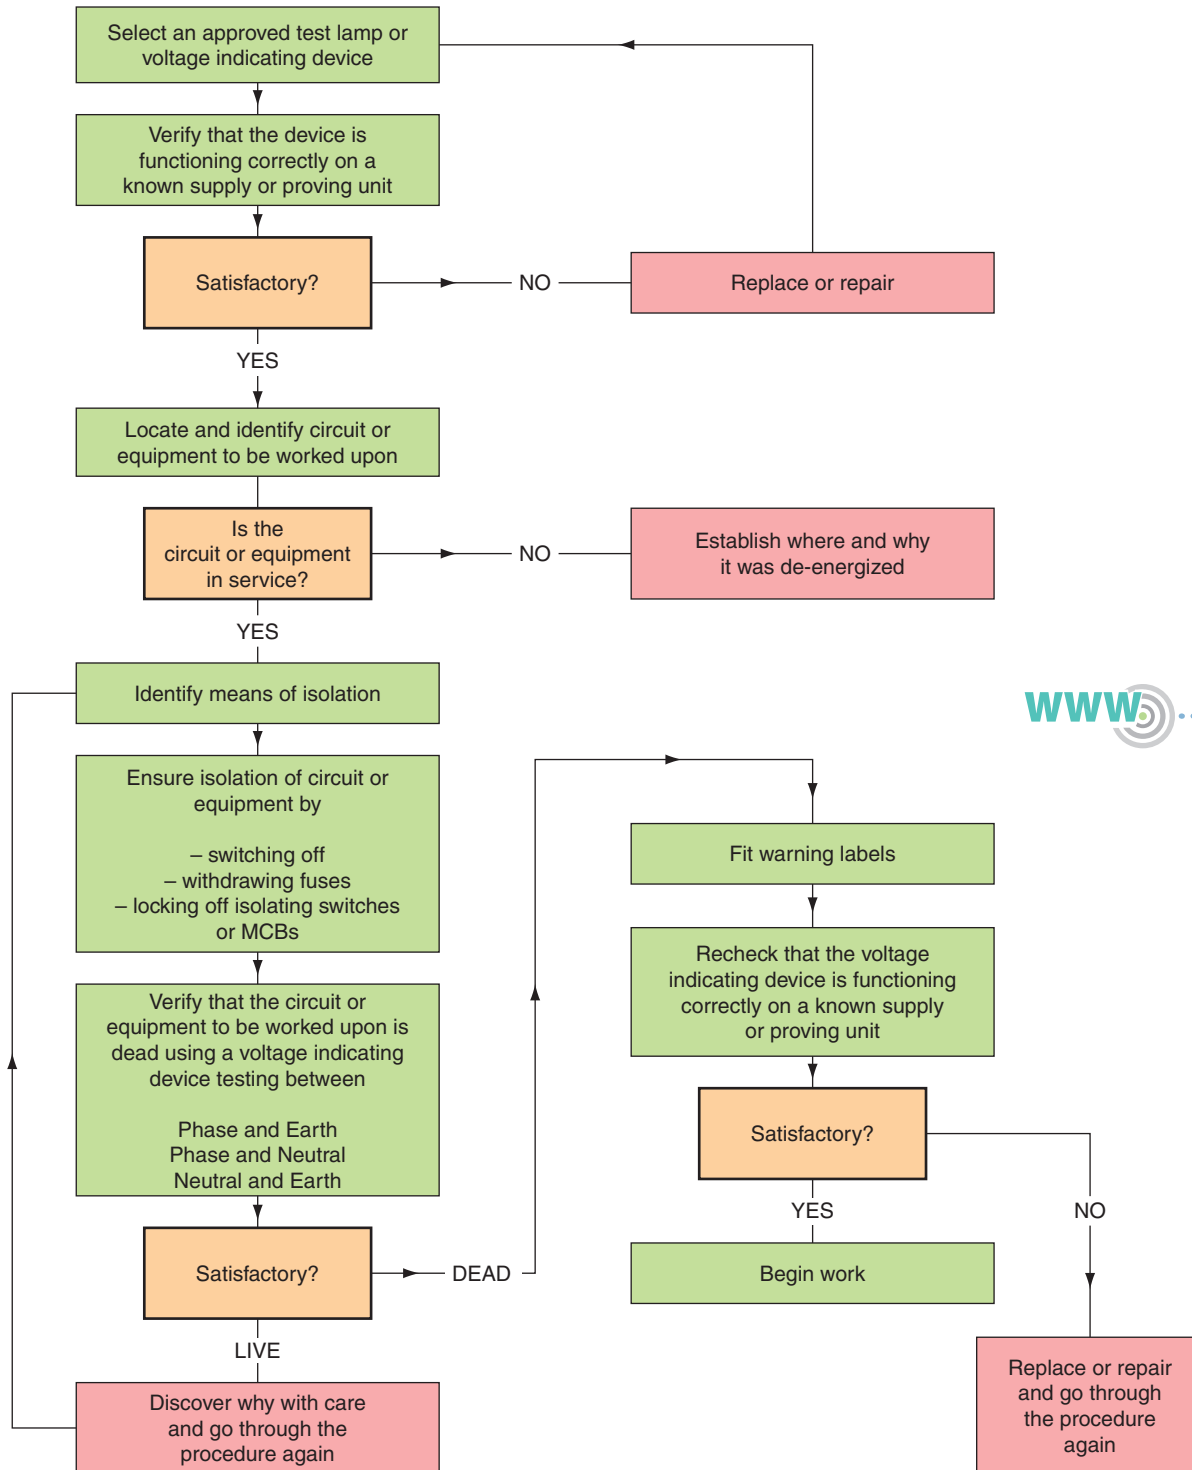 Select an approved test lamp or
voltage indicating device
Verify that the device is
functioning correctly on a
known supply or proving unit
Satisfactory?
NO
Replace or repair
YES
Locate and identify circuit or
equipment to be worked upon
Is the
circuit or equipment
in service?
NO
Establish where and why
it was de-energized
YES
Identify means of isolation
Ensure isolation of circuit or
equipment by
– switching off
– withdrawing fuses
– locking off isolating switches
or MCBs
Verify that the circuit or
equipment to be worked upon is
dead using a voltage indicating
device testing between
Phase and Earth
Phase and Neutral
Neutral and Earth
Satisfactory?
DEAD
LIVE
Discover why with care
and go through the
procedure again
www
Fit warning labels
Recheck that the voltage
indicating device is functioning
correctly on a known supply
or proving unit
Satisfactory?
YES
NO
Begin work
Replace or repair
and go through
the procedure
again